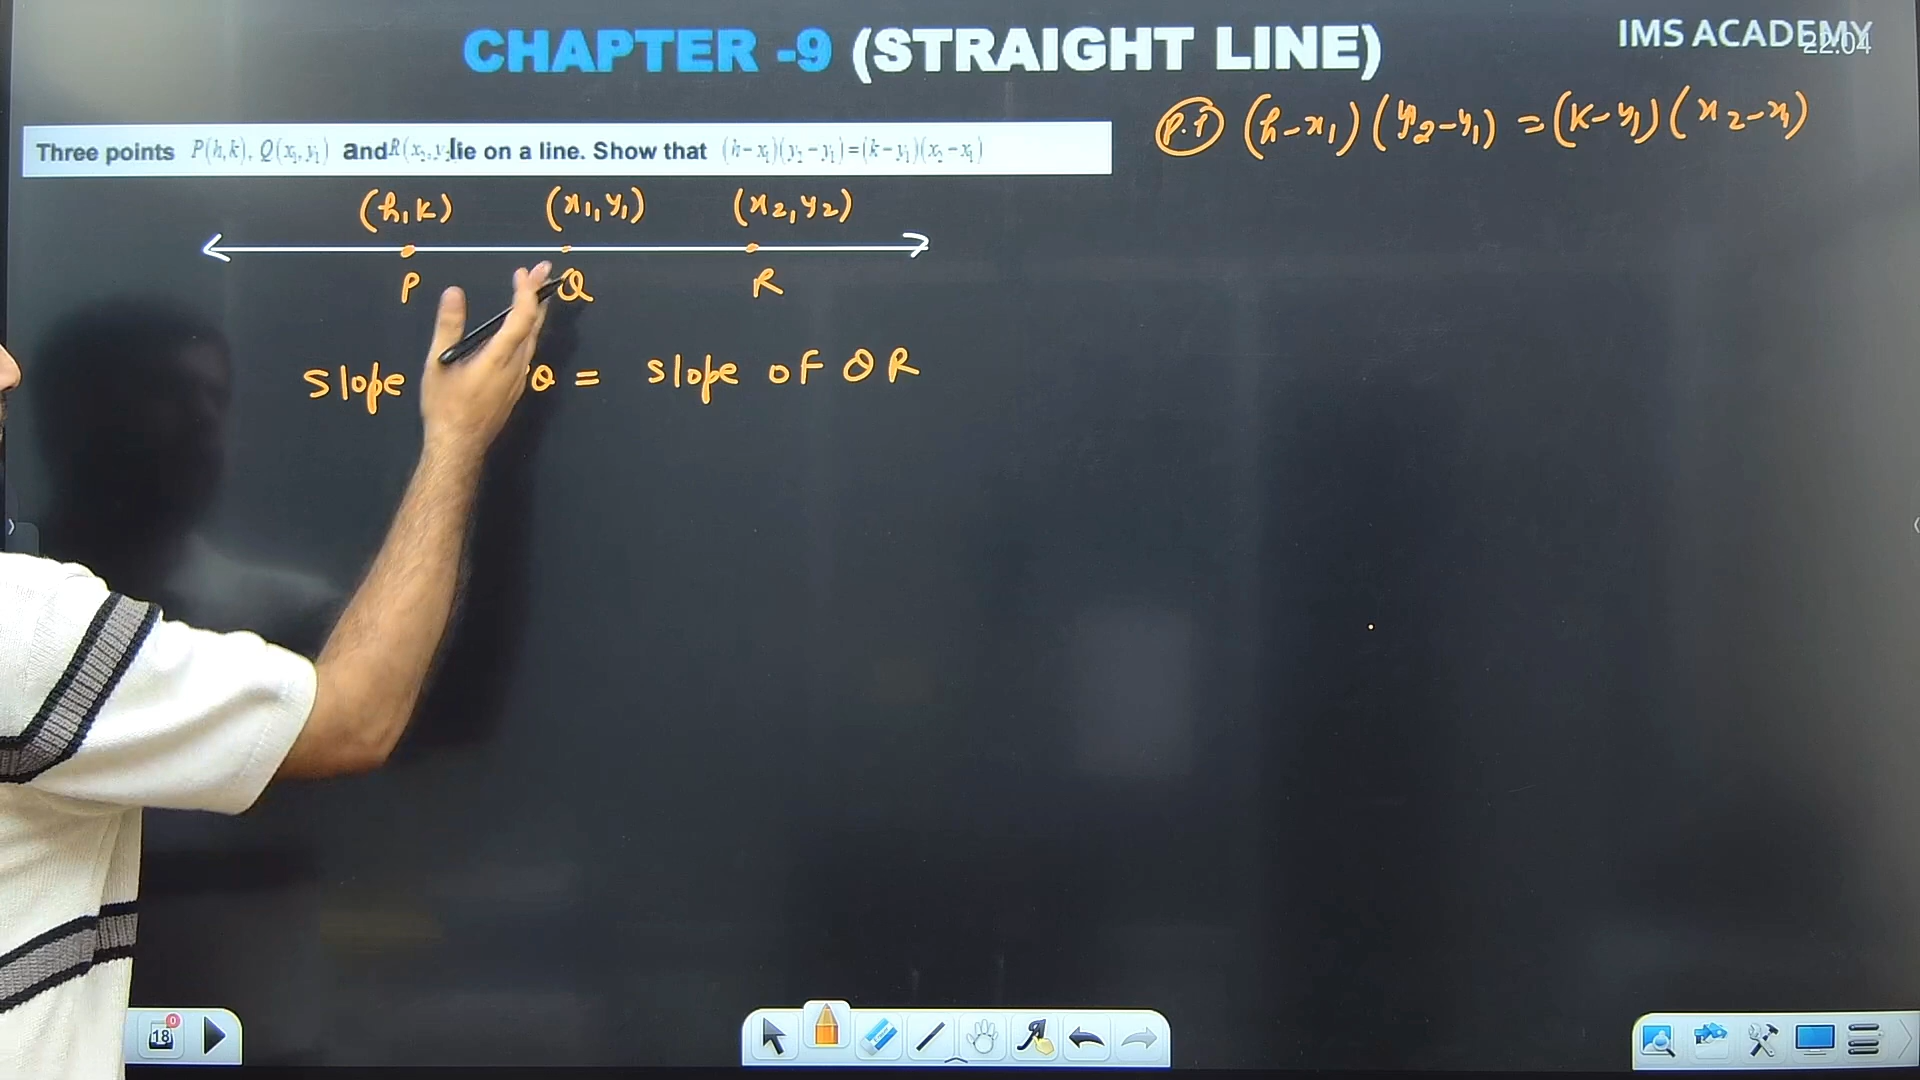 CHAPTER -9 (STRAIGHT LINE)
IMS ACADEMY
22:04
Three points P(h,k), Q(x₁,y₁) and R(x₂,y₂ lie on a line. Show that (h-x₁)(y₂-y₁)=(k-y₁)(x₂-x₁)
P.T (h-x₁)(y₂-y₁)=(k-y₁)(x₂-x₁)
(h,k) (x₁,y₁) (x₂,y₂)
P Q R
Slope Q = slope of QR
18
0